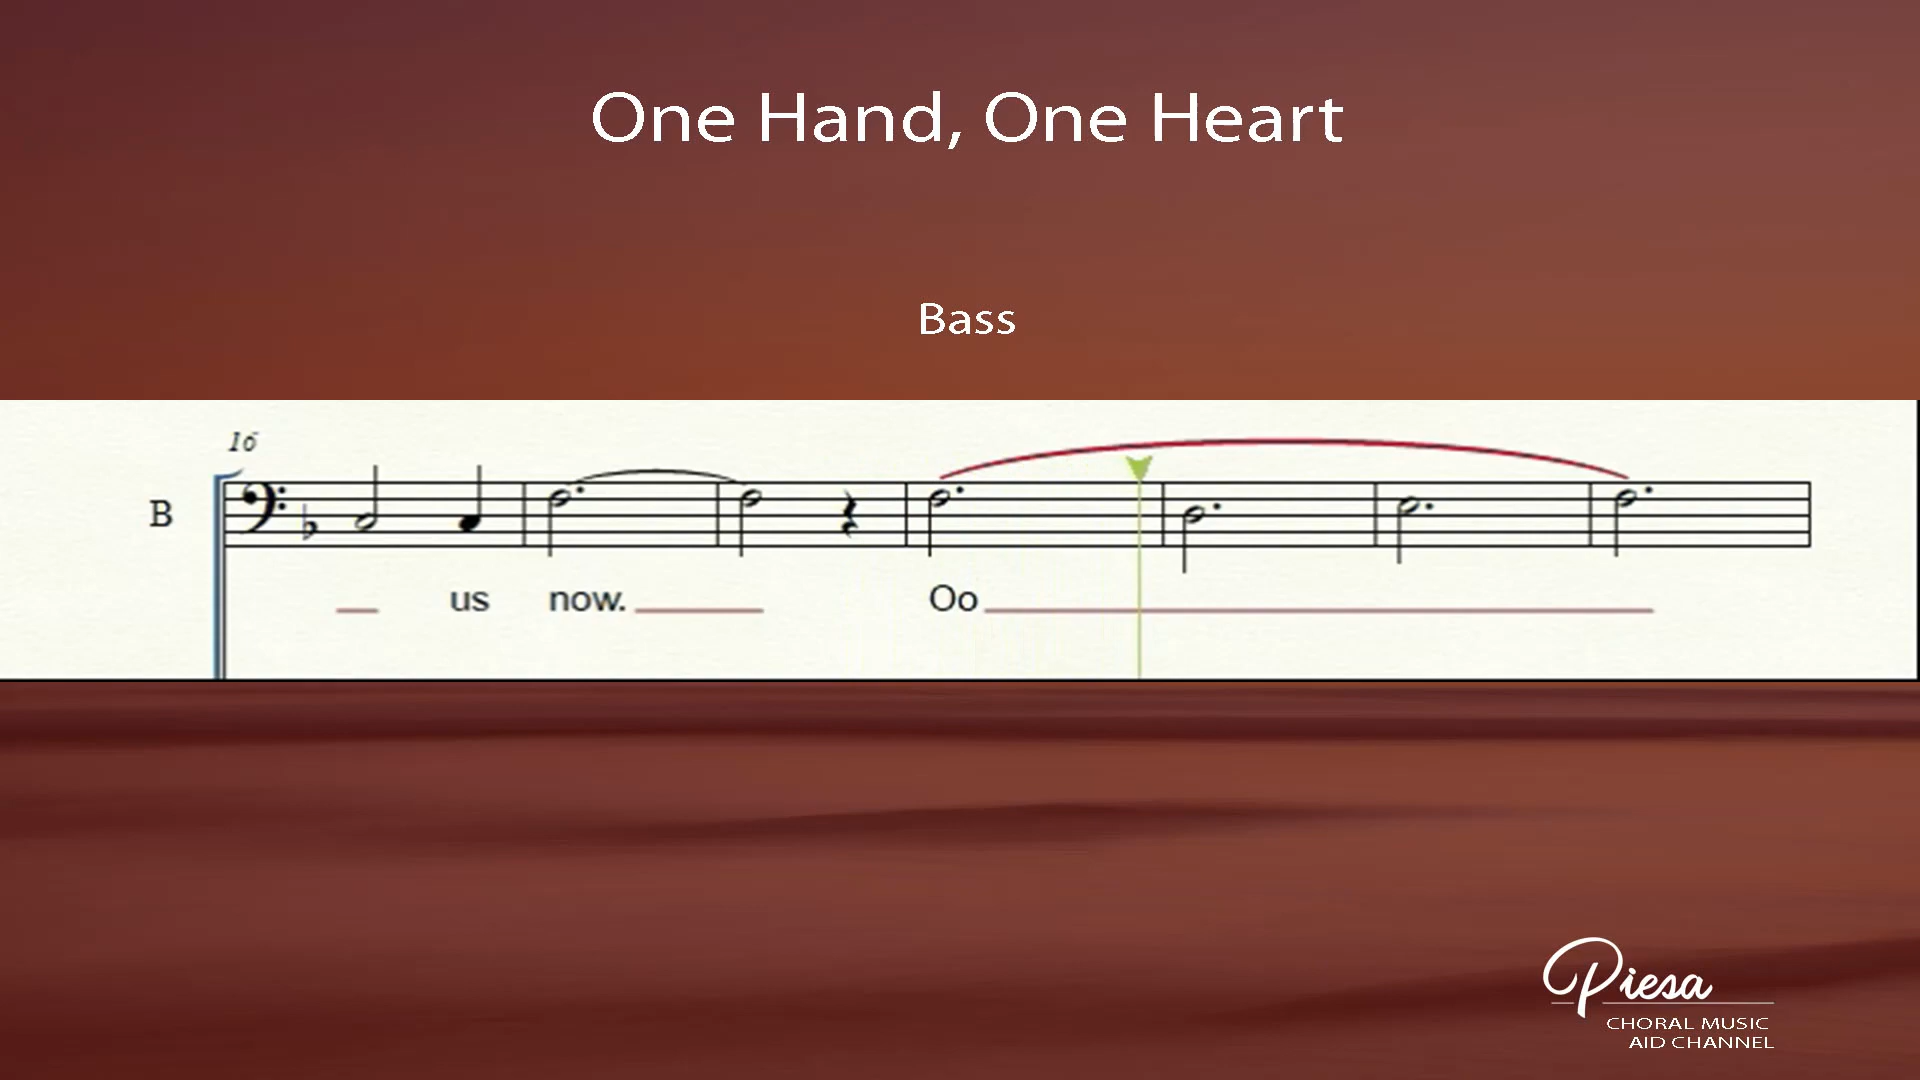 One Hand, One Heart
Bass
16
B
us now. Oo
Piesa
CHORAL MUSIC
AID CHANNEL